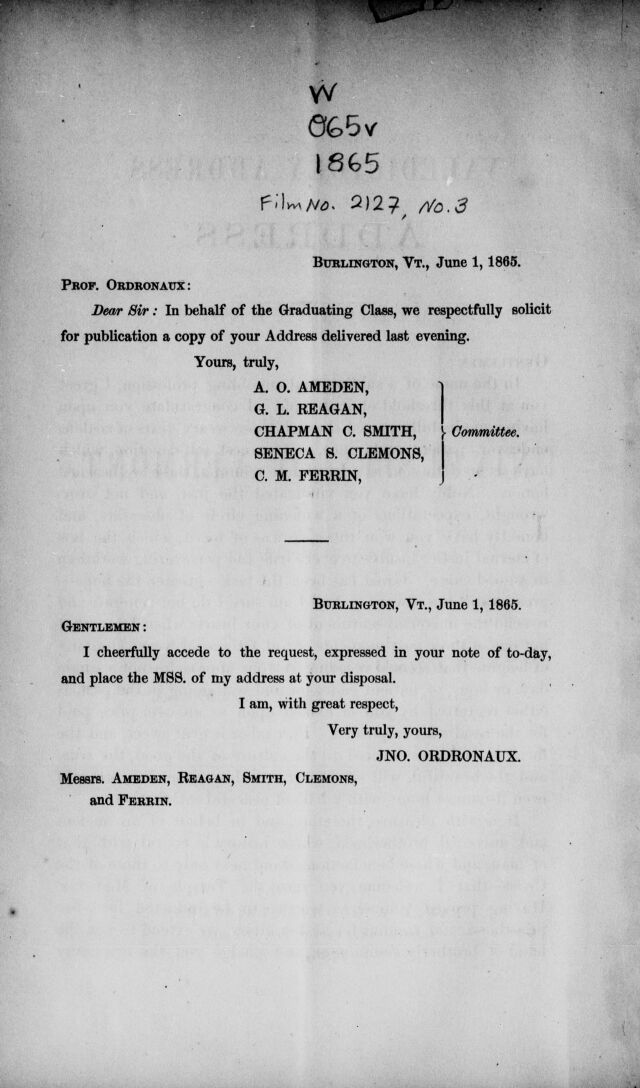 W
O65v
1865
Film No. 2127, No. 3
Burlington, Vt., June 1, 1865.
Prof. Ordronaux:
Dear Sir: In behalf of the Graduating Class, we respectfully solicit
for publication a copy of your Address delivered last evening.
Yours, truly,
A. O. AMEDEN,
G. L. REAGAN,
CHAPMAN C. SMITH, } Committee.
SENECA S. CLEMONS,
C. M. FERRIN,
Burlington, Vt., June 1, 1865.
Gentlemen:
I cheerfully accede to the request, expressed in your note of to-day,
and place the MSS. of my address at your disposal.
I am, with great respect,
Very truly, yours,
JNO. ORDRONAUX.
Messrs. Ameden, Reagan, Smith, Clemons,
and Ferrin.